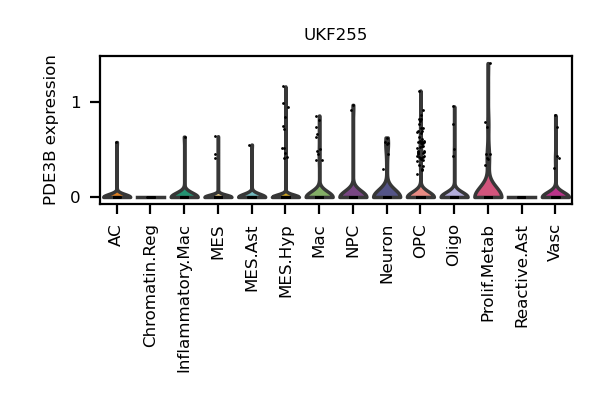 UKF255
PDE3B expression
1
0
AC
Chromatin.Reg
Inflammatory.Mac
MES
MES.Ast
MES.Hyp
Mac
NPC
Neuron
OPC
Oligo
Prolif.Metab
Reactive.Ast
Vasc